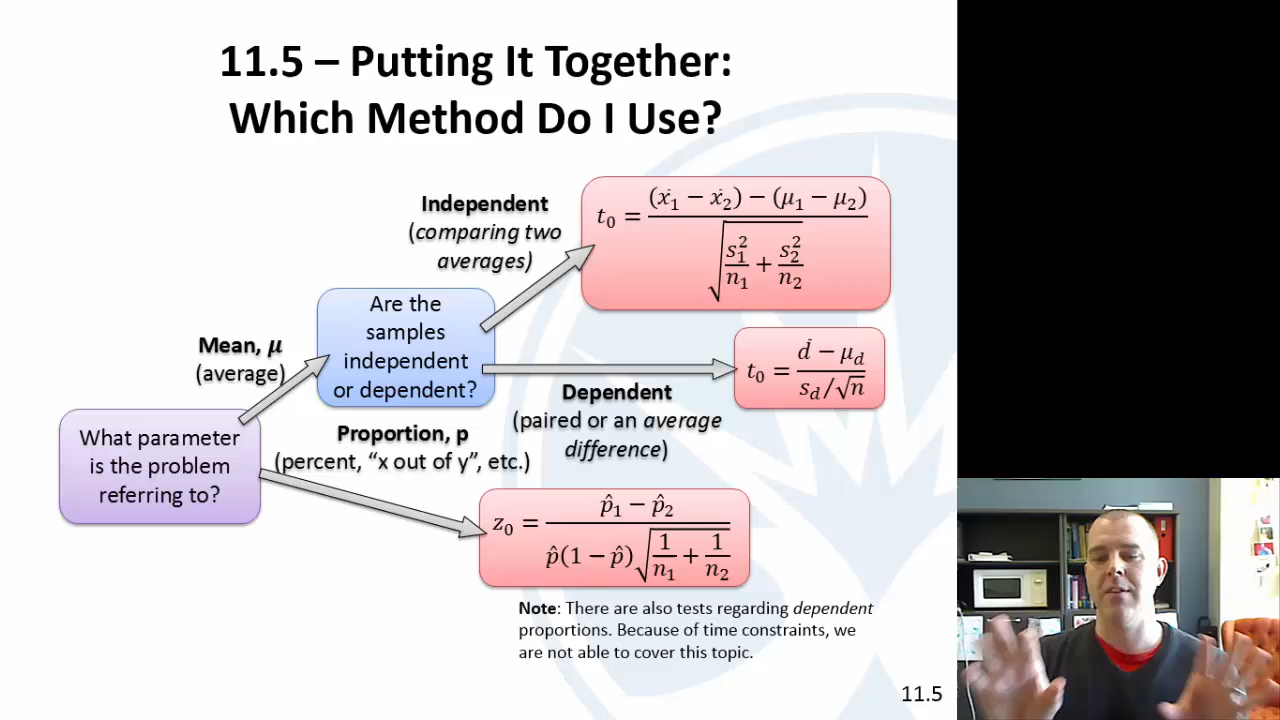 11.5 – Putting It Together:
Which Method Do I Use?
Independent
(comparing two
averages)
t₀ = ((ẋ₁ − ẋ₂) − (μ₁ − μ₂)) / √(s₁²/n₁ + s₂²/n₂)
Are the
samples
independent
or dependent?
Mean, μ
(average)
t₀ = (ḋ − μ_d) / (s_d/√n)
Dependent
(paired or an average
difference)
What parameter
is the problem
referring to?
Proportion, p
(percent, “x out of y”, etc.)
z₀ = (p̂₁ − p̂₂) / (p̂(1 − p̂)√(1/n₁ + 1/n₂))
Note: There are also tests regarding dependent
proportions. Because of time constraints, we
are not able to cover this topic.
11.5